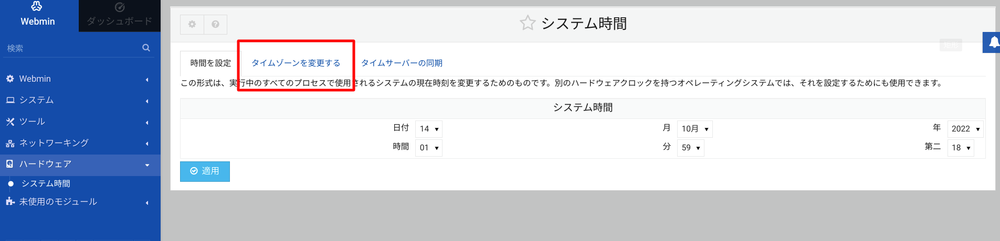 Webmin
ダッシュボード
検索
Webmin
システム
ツール
ネットワーキング
ハードウェア
システム時間
未使用のモジュール
システム時間
時間を設定
タイムゾーンを変更する
タイムサーバーの同期
この形式は、実行中のすべてのプロセスで使用されるシステムの現在時刻を変更するためのものです。別のハードウェアクロックを持つオペレーティングシステムでは、それを設定するためにも使用できます。
システム時間
日付 14 月 10月 年 2022
時間 01 分 59 第二 18
適用